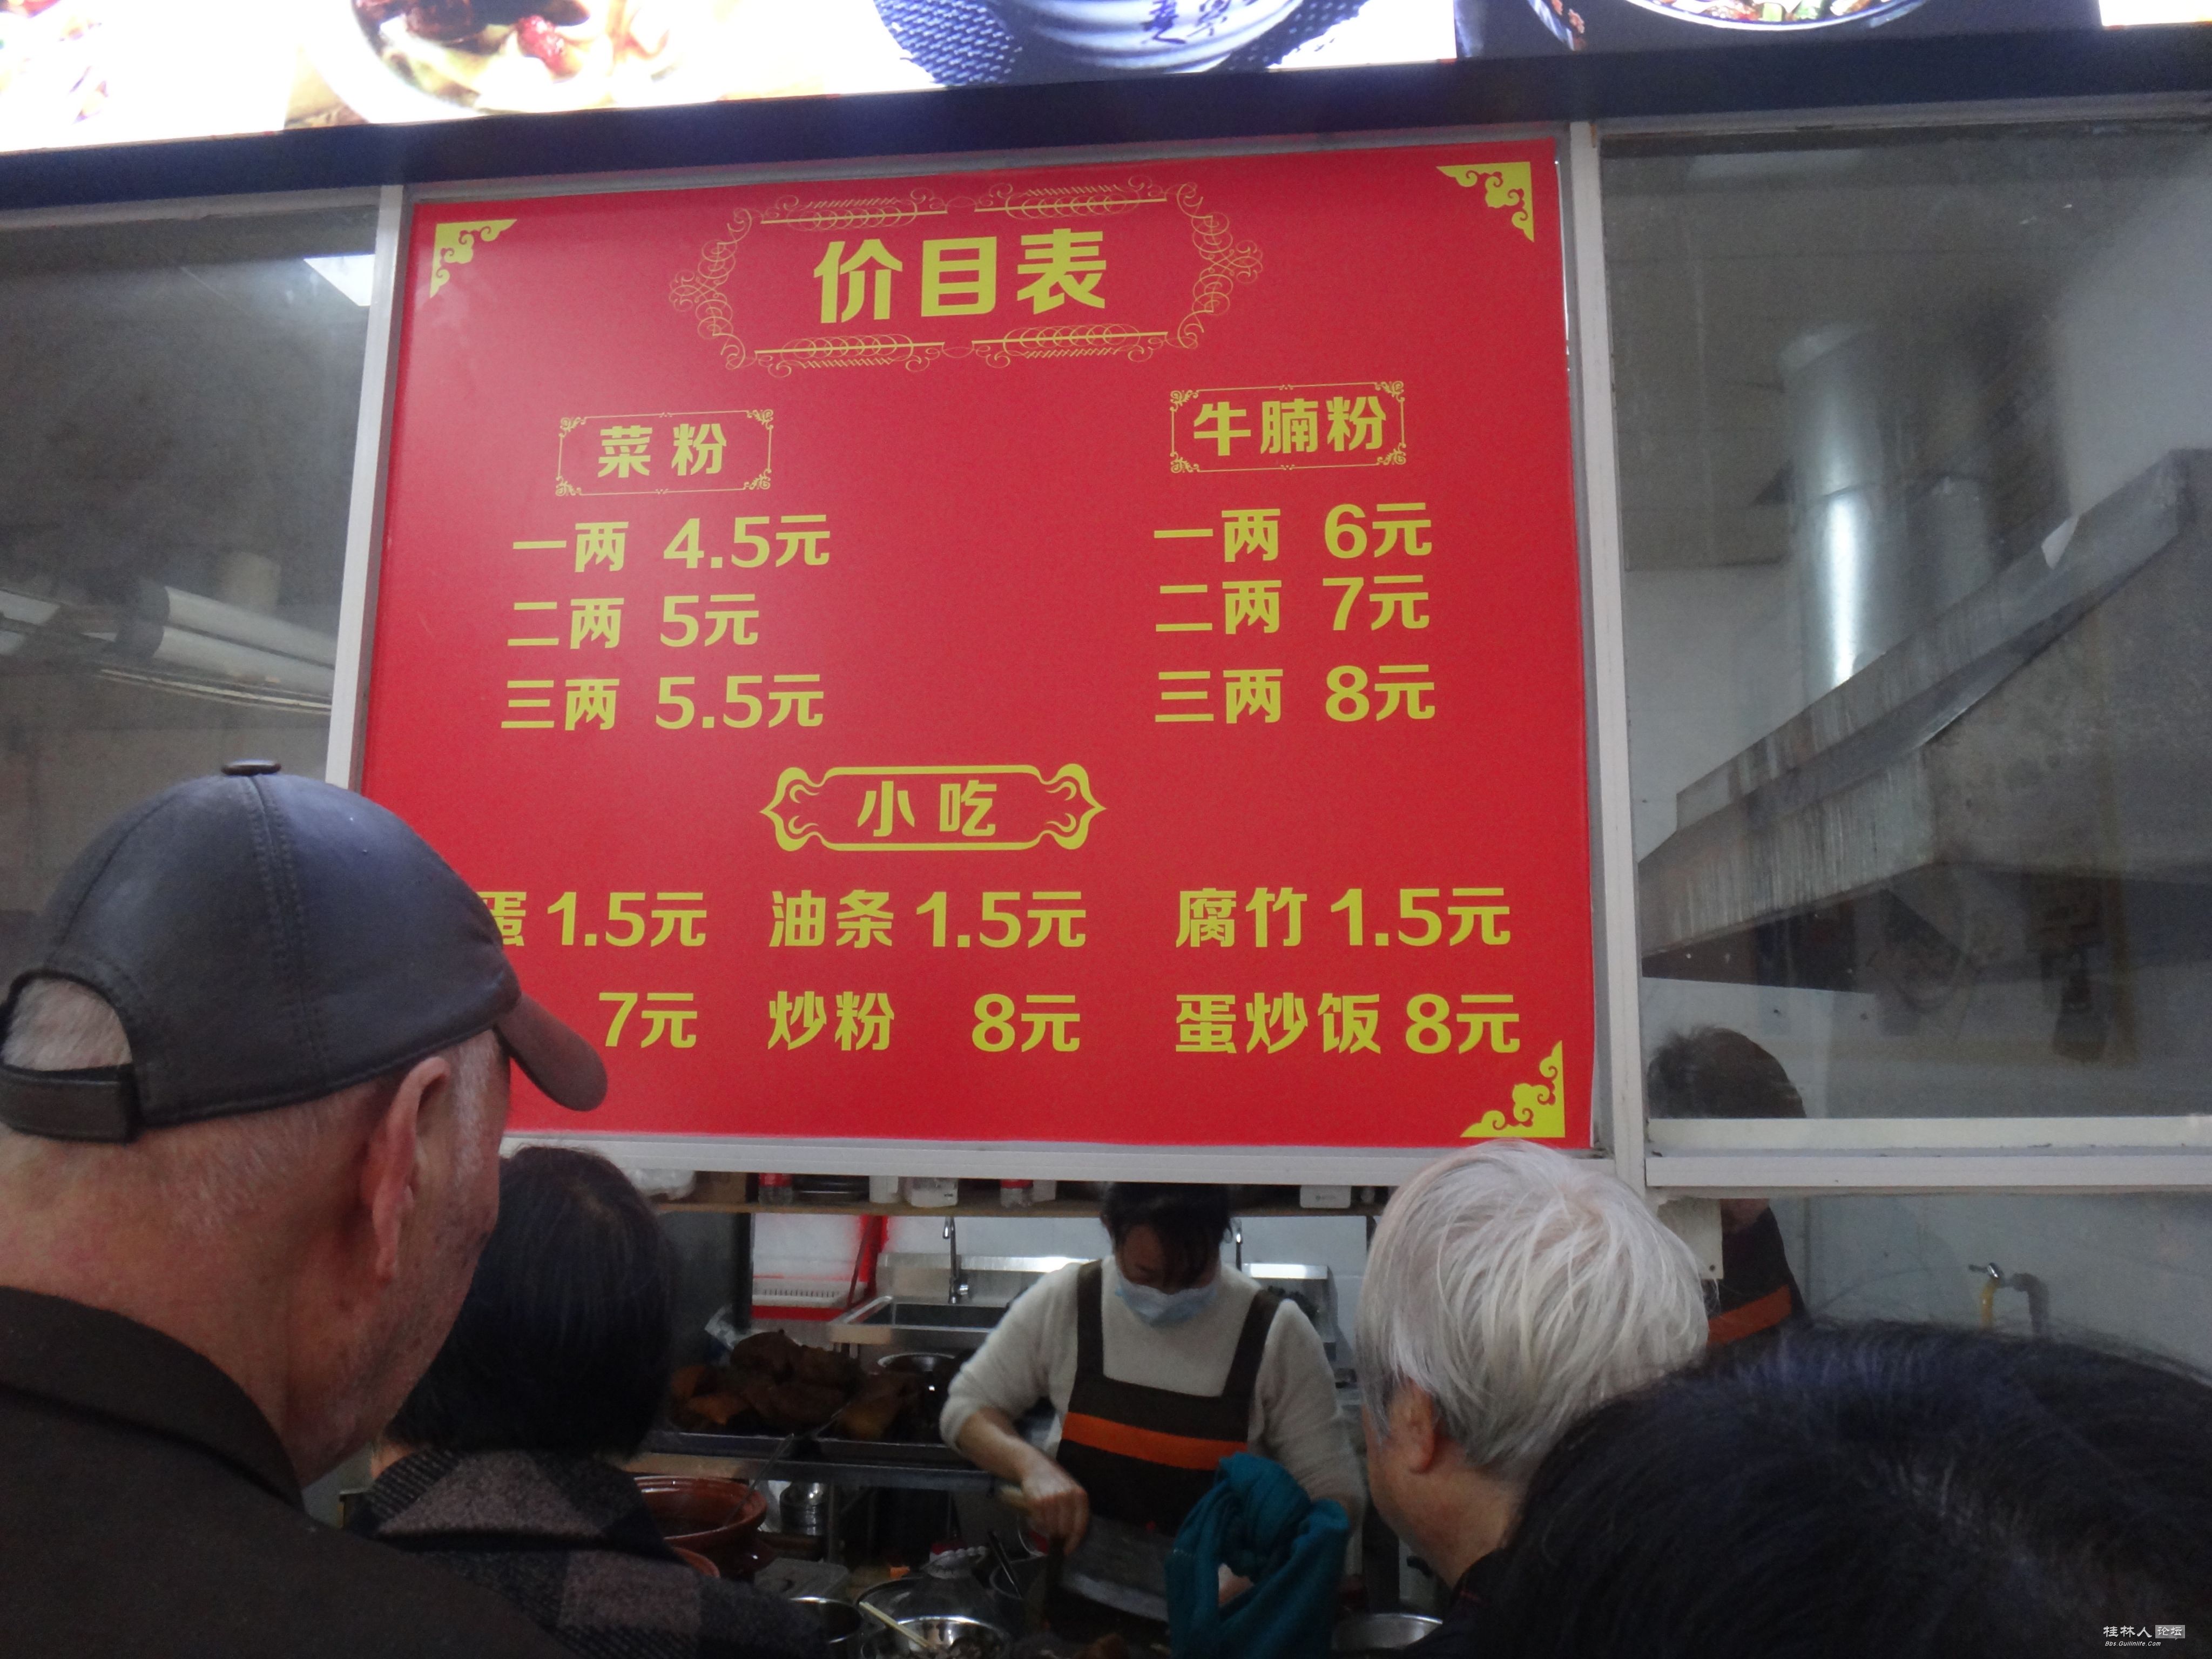 价目表
菜粉
牛腩粉
一两 4.5元
一两 6元
二两 5元
二两 7元
三两 5.5元
三两 8元
小吃
蛋 1.5元 油条 1.5元 腐竹 1.5元
7元 炒粉 8元 蛋炒饭 8元
桂林人论坛
Bbs.Guilinlife.Com